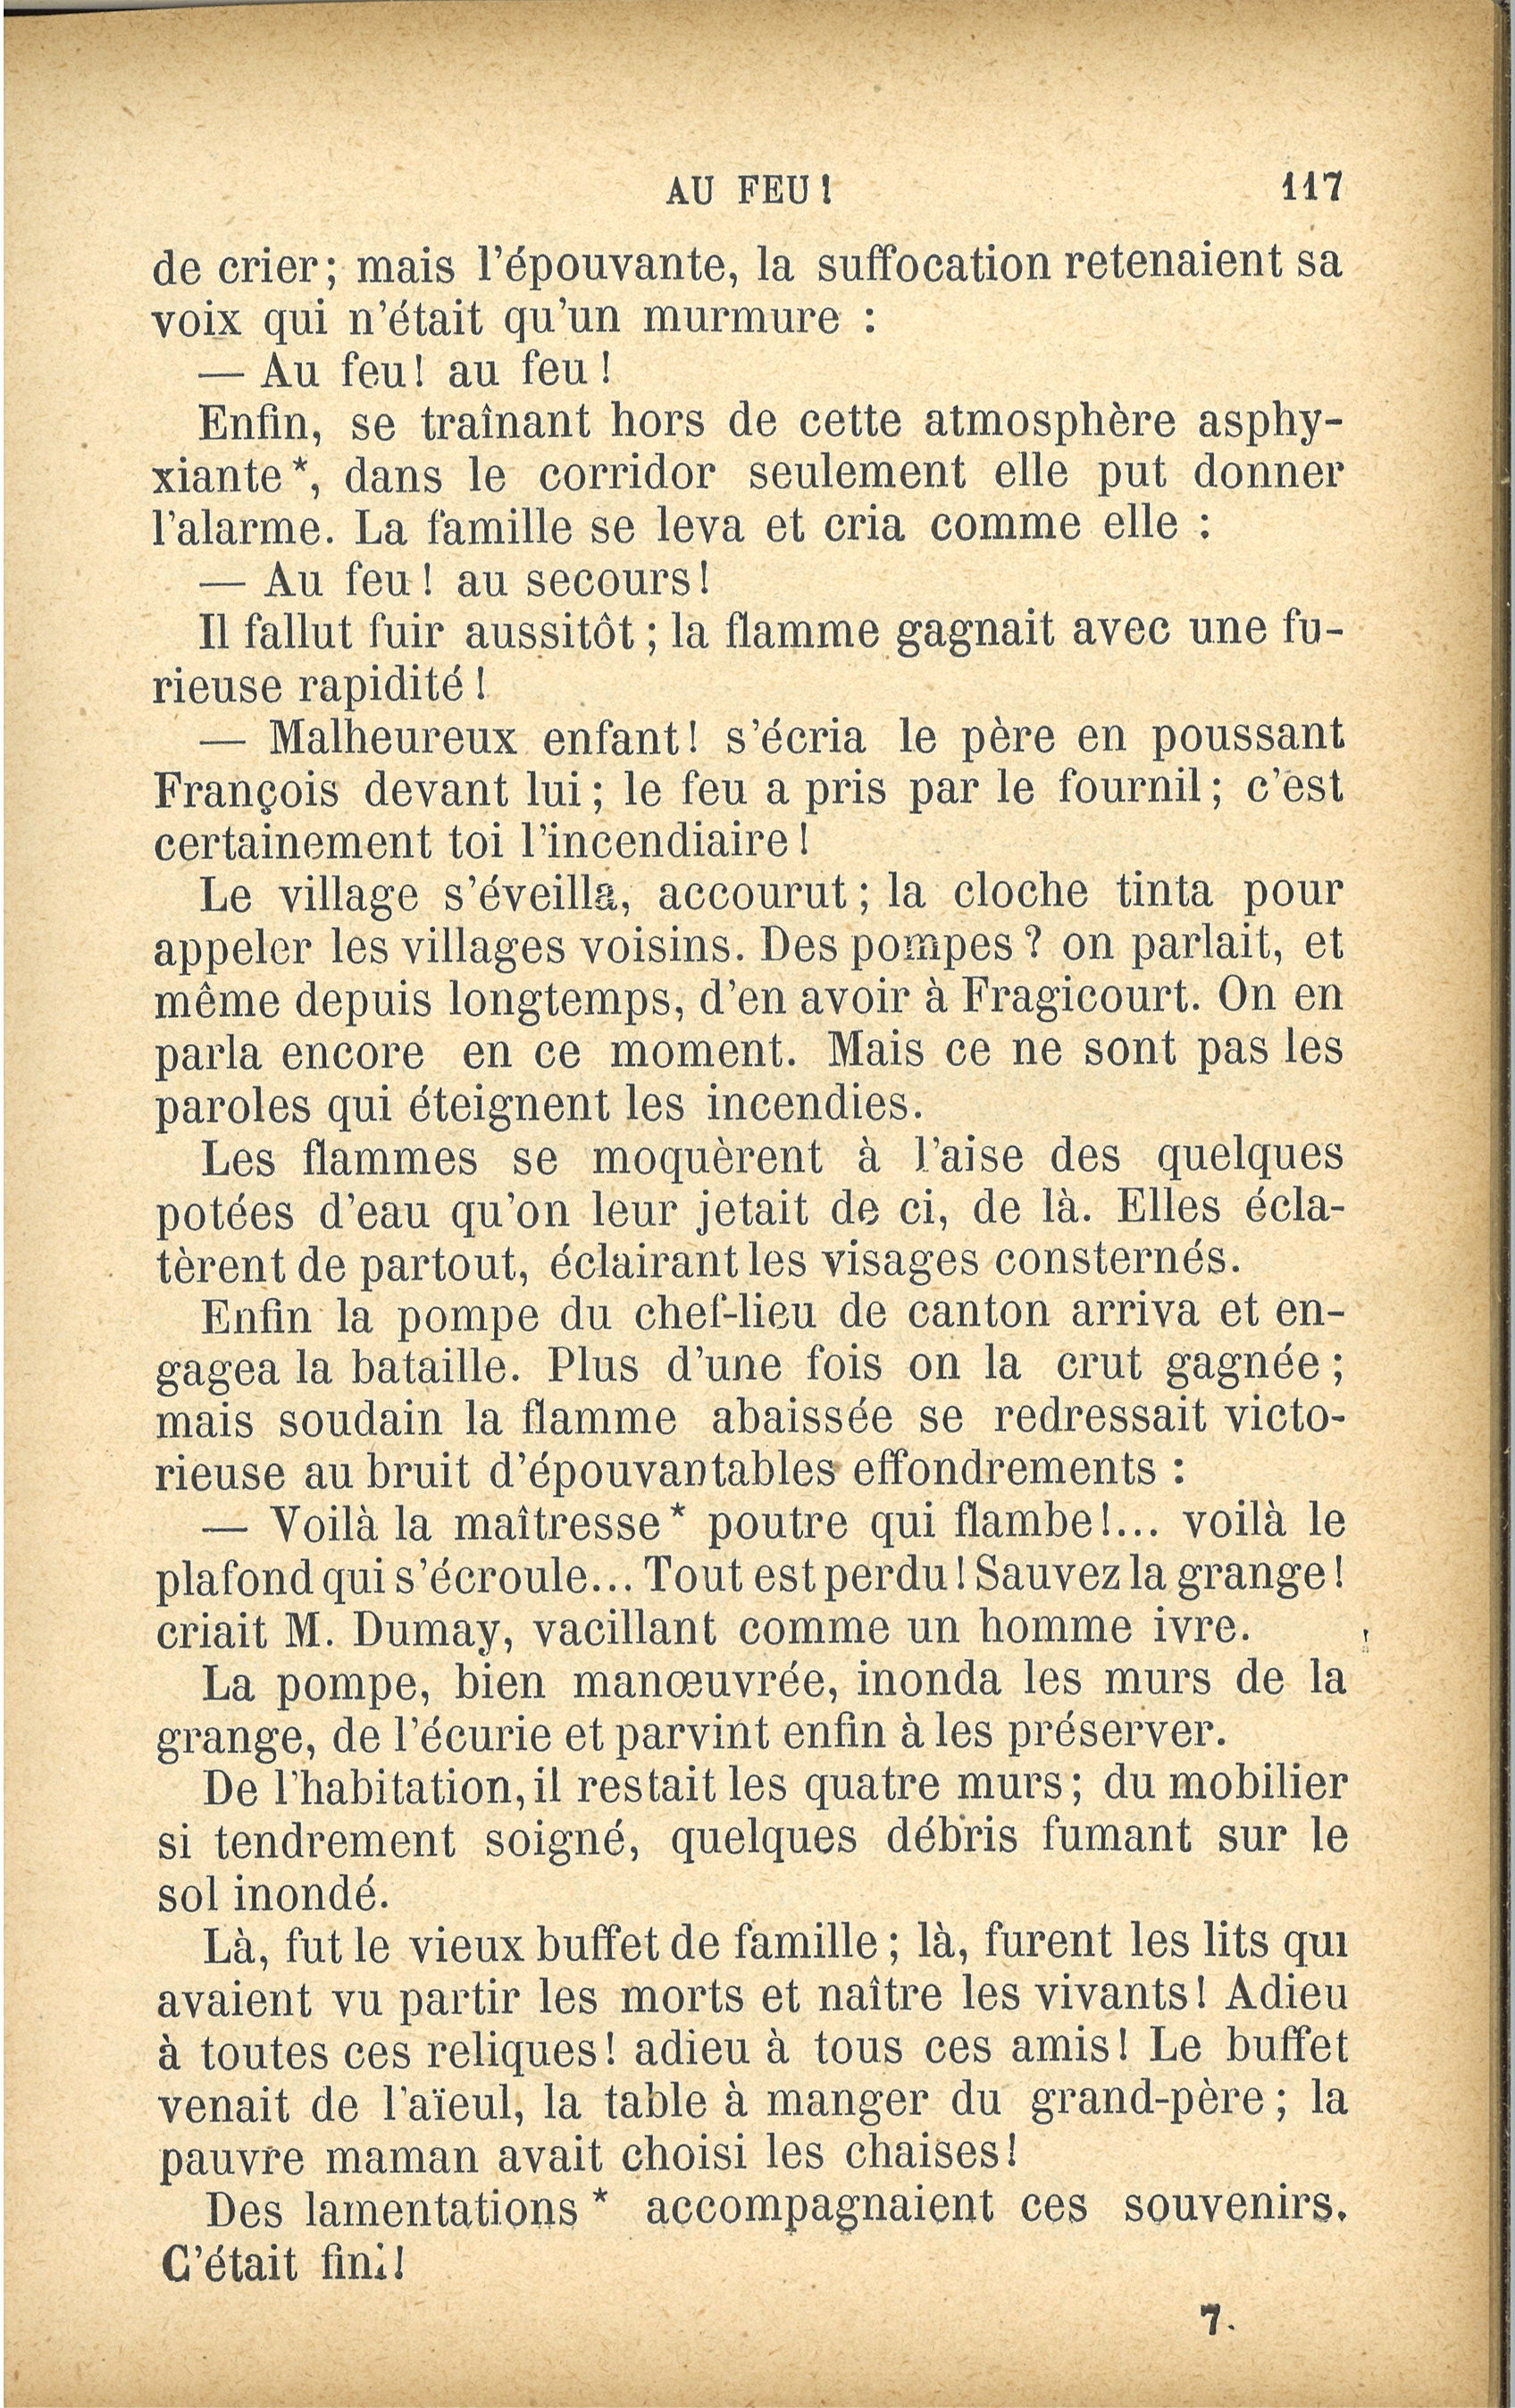 AU FEU! 117
de crier; mais l'épouvante, la suffocation retenaient sa
voix qui n'était qu'un murmure :
— Au feu! au feu!
Enfin, se traînant hors de cette atmosphère asphy-
xiante*, dans le corridor seulement elle put donner
l'alarme. La famille se leva et cria comme elle :
— Au feu! au secours!
Il fallut fuir aussitôt; la flamme gagnait avec une fu-
rieuse rapidité!
— Malheureux enfant! s'écria le père en poussant
François devant lui; le feu a pris par le fournil; c'est
certainement toi l'incendiaire!
Le village s'éveilla, accourut; la cloche tinta pour
appeler les villages voisins. Des pompes? on parlait, et
même depuis longtemps, d'en avoir à Fragicourt. On en
parla encore en ce moment. Mais ce ne sont pas les
paroles qui éteignent les incendies.
Les flammes se moquèrent à l'aise des quelques
potées d'eau qu'on leur jetait de ci, de là. Elles écla-
tèrent de partout, éclairant les visages consternés.
Enfin la pompe du chef-lieu de canton arriva et en-
gagea la bataille. Plus d'une fois on la crut gagnée;
mais soudain la flamme abaissée se redressait victo-
rieuse au bruit d'épouvantables effondrements :
— Voilà la maîtresse* poutre qui flambe!... voilà le
plafond qui s'écroule... Tout est perdu! Sauvez la grange!
criait M. Dumay, vacillant comme un homme ivre.
La pompe, bien manœuvrée, inonda les murs de la
grange, de l'écurie et parvint enfin à les préserver.
De l'habitation, il restait les quatre murs; du mobilier
si tendrement soigné, quelques débris fumant sur le
sol inondé.
Là, fut le vieux buffet de famille; là, furent les lits qui
avaient vu partir les morts et naître les vivants! Adieu
à toutes ces reliques! adieu à tous ces amis! Le buffet
venait de l'aïeul, la table à manger du grand-père; la
pauvre maman avait choisi les chaises!
Des lamentations* accompagnaient ces souvenirs.
C'était fini!
7.